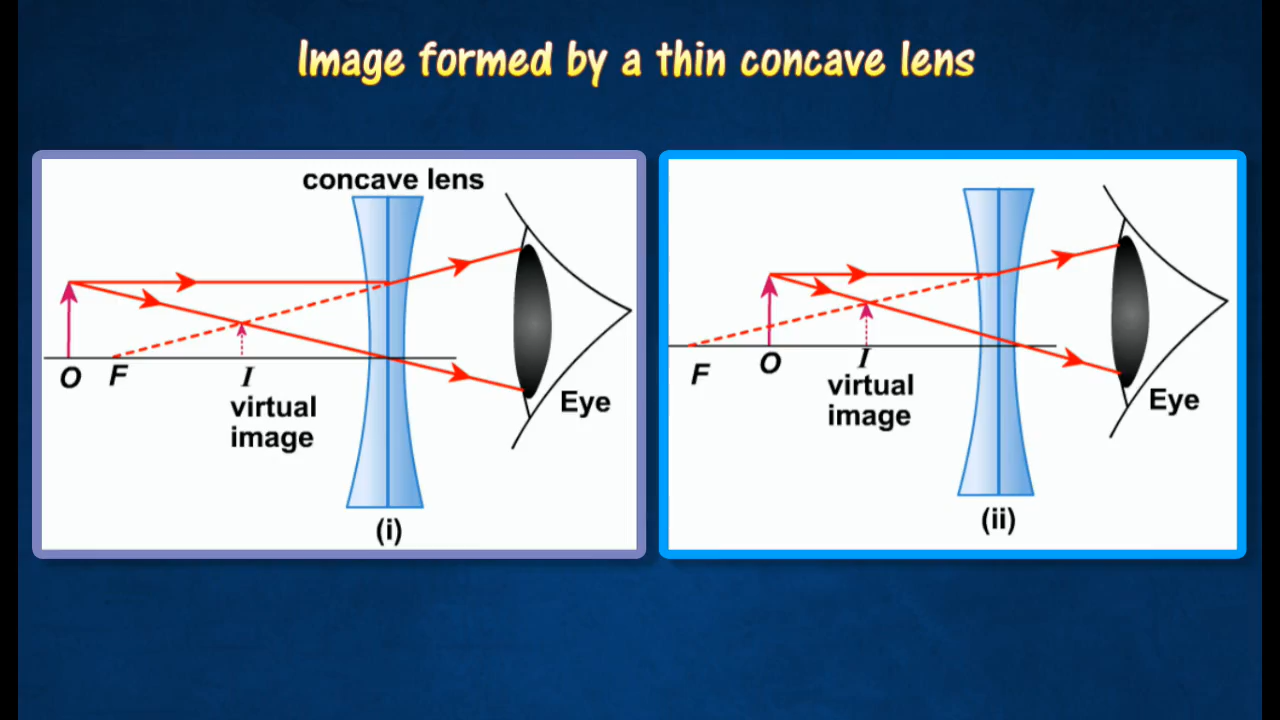 Image formed by a thin concave lens
concave lens
O F I
virtual
image
Eye
(i)
F O I
virtual
image
Eye
(ii)